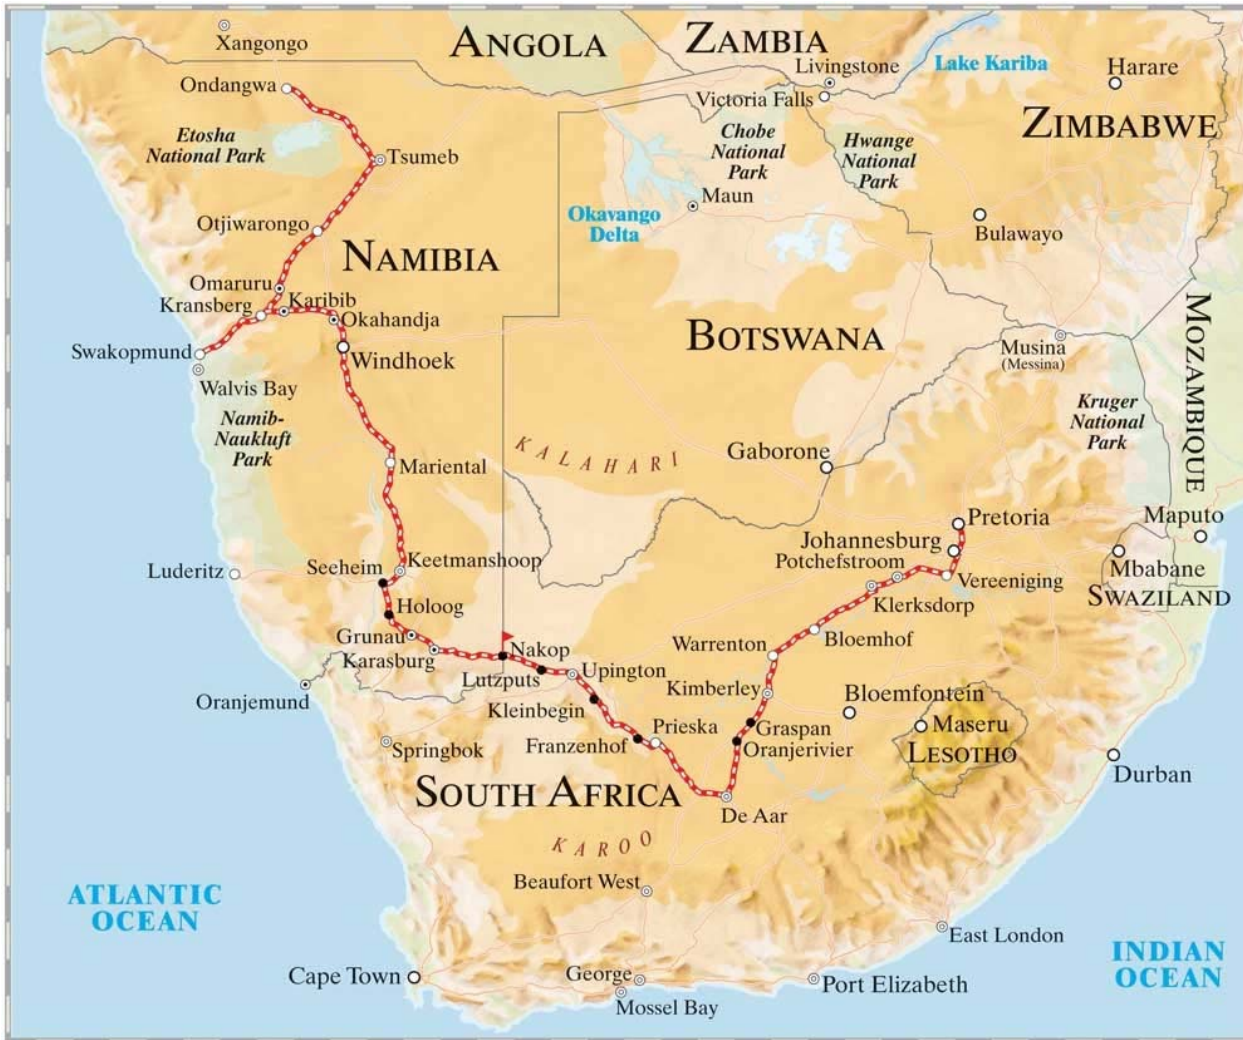 Xangongo
ANGOLA
ZAMBIA
Livingstone
Lake Kariba
Harare
Ondangwa
Victoria Falls
ZIMBABWE
Etosha
National Park
Tsumeb
Chobe
National
Park
Hwange
National
Park
Maun
Okavango
Delta
Otjiwarongo
Bulawayo
NAMIBIA
Omaruru
Kransberg
Karibib
Okahandja
MOZAMBIQUE
Swakopmund
Windhoek
BOTSWANA
Musina
(Messina)
Walvis Bay
Namib-
Naukluft
Park
Kruger
National
Park
KALAHARI
Gaborone
Mariental
Pretoria
Maputo
Johannesburg
Potchefstroom
Luderitz
Seeheim
Keetmanshoop
Vereeniging
Mbabane
SWAZILAND
Holoog
Klerksdorp
Grunau
Karasburg
Nakop
Bloemhof
Warrenton
Lutzputs
Upington
Oranjemund
Kimberley
Bloemfontein
Kleinbegin
Springbok
Franzenhof
Prieska
Graspan
Oranjerivier
Maseru
LESOTHO
Durban
SOUTH AFRICA
De Aar
KAROO
Beaufort West
ATLANTIC
OCEAN
East London
INDIAN
OCEAN
Cape Town
George
Mossel Bay
Port Elizabeth